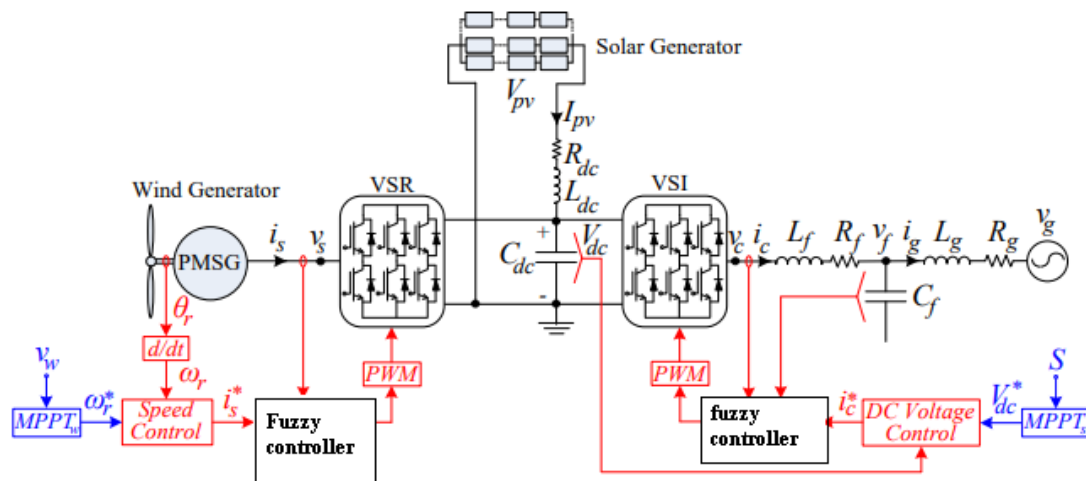 Solar Generator
V_pv
I_pv
R_dc
L_dc
Wind Generator
VSR
VSI
i_s
v_s
PMSG
+
C_dc
-
V_dc
v_c
i_c
L_f
R_f
v_f
i_g
L_g
R_g
v_g
C_f
θ_r
d/dt
ω_r
v_w
MPPT_w
ω_r^*
Speed
Control
i_s^*
Fuzzy
controller
PWM
PWM
fuzzy
controller
i_c^*
DC Voltage
Control
V_dc^*
S
MPPT_s